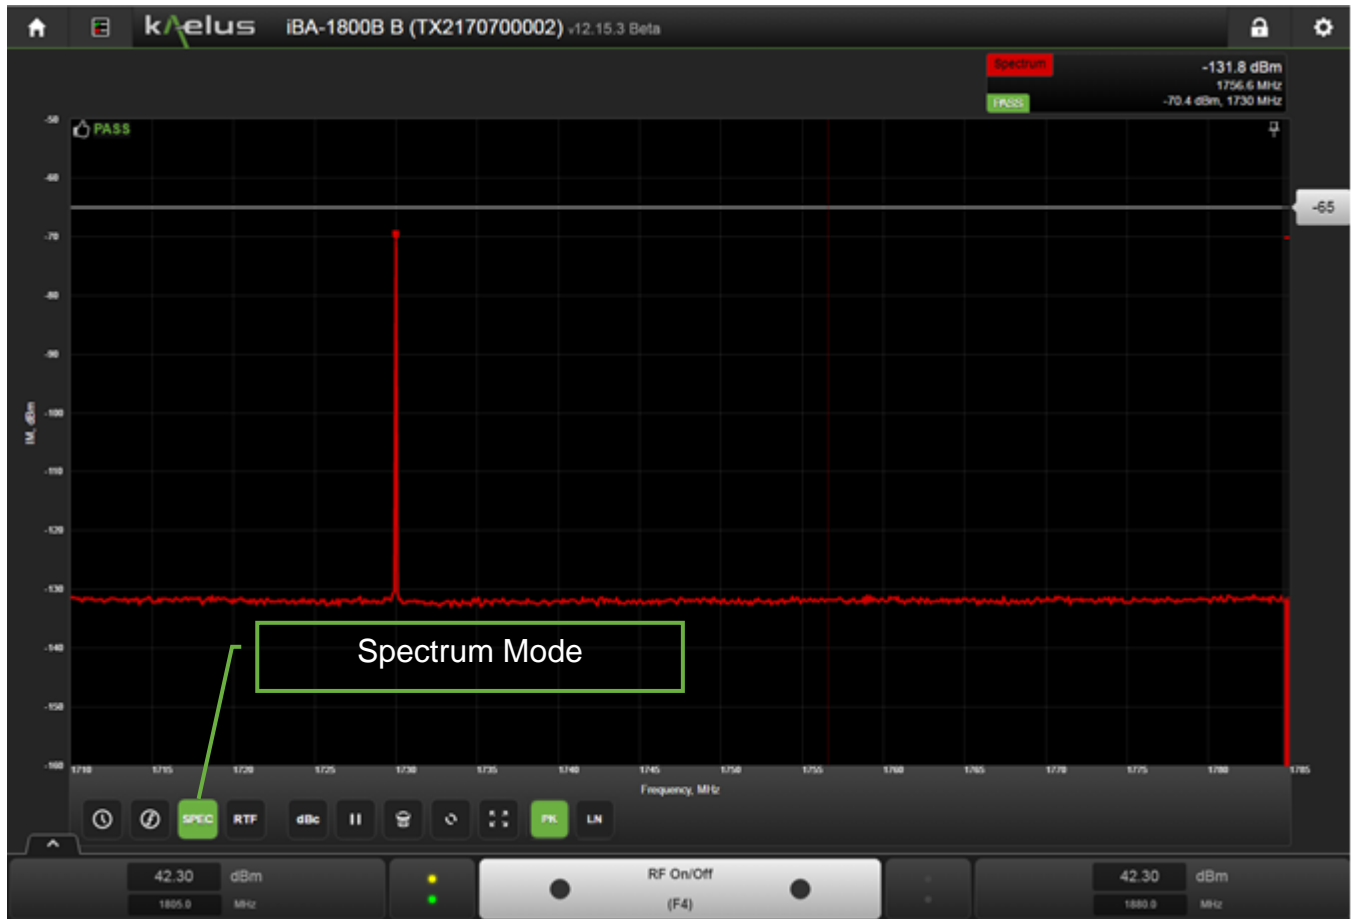 kAelus iBA-1800B B (TX2170700002) v12.15.3 Beta
Spectrum -131.8 dBm
1756.6 MHz
PASS -70.4 dBm, 1730 MHz
PASS
-50
-60
-65
-70
-80
-90
-100
IM, dBm
-110
-120
-130
-140
Spectrum Mode
-150
-160
1710 1715 1720 1725 1730 1735 1740 1745 1750 1755 1760 1765 1770 1775 1780 1785
Frequency, MHz
SPEC RTF dBc PK LN
42.30 dBm RF On/Off 42.30 dBm
1805.0 MHz (F4) 1880.0 MHz